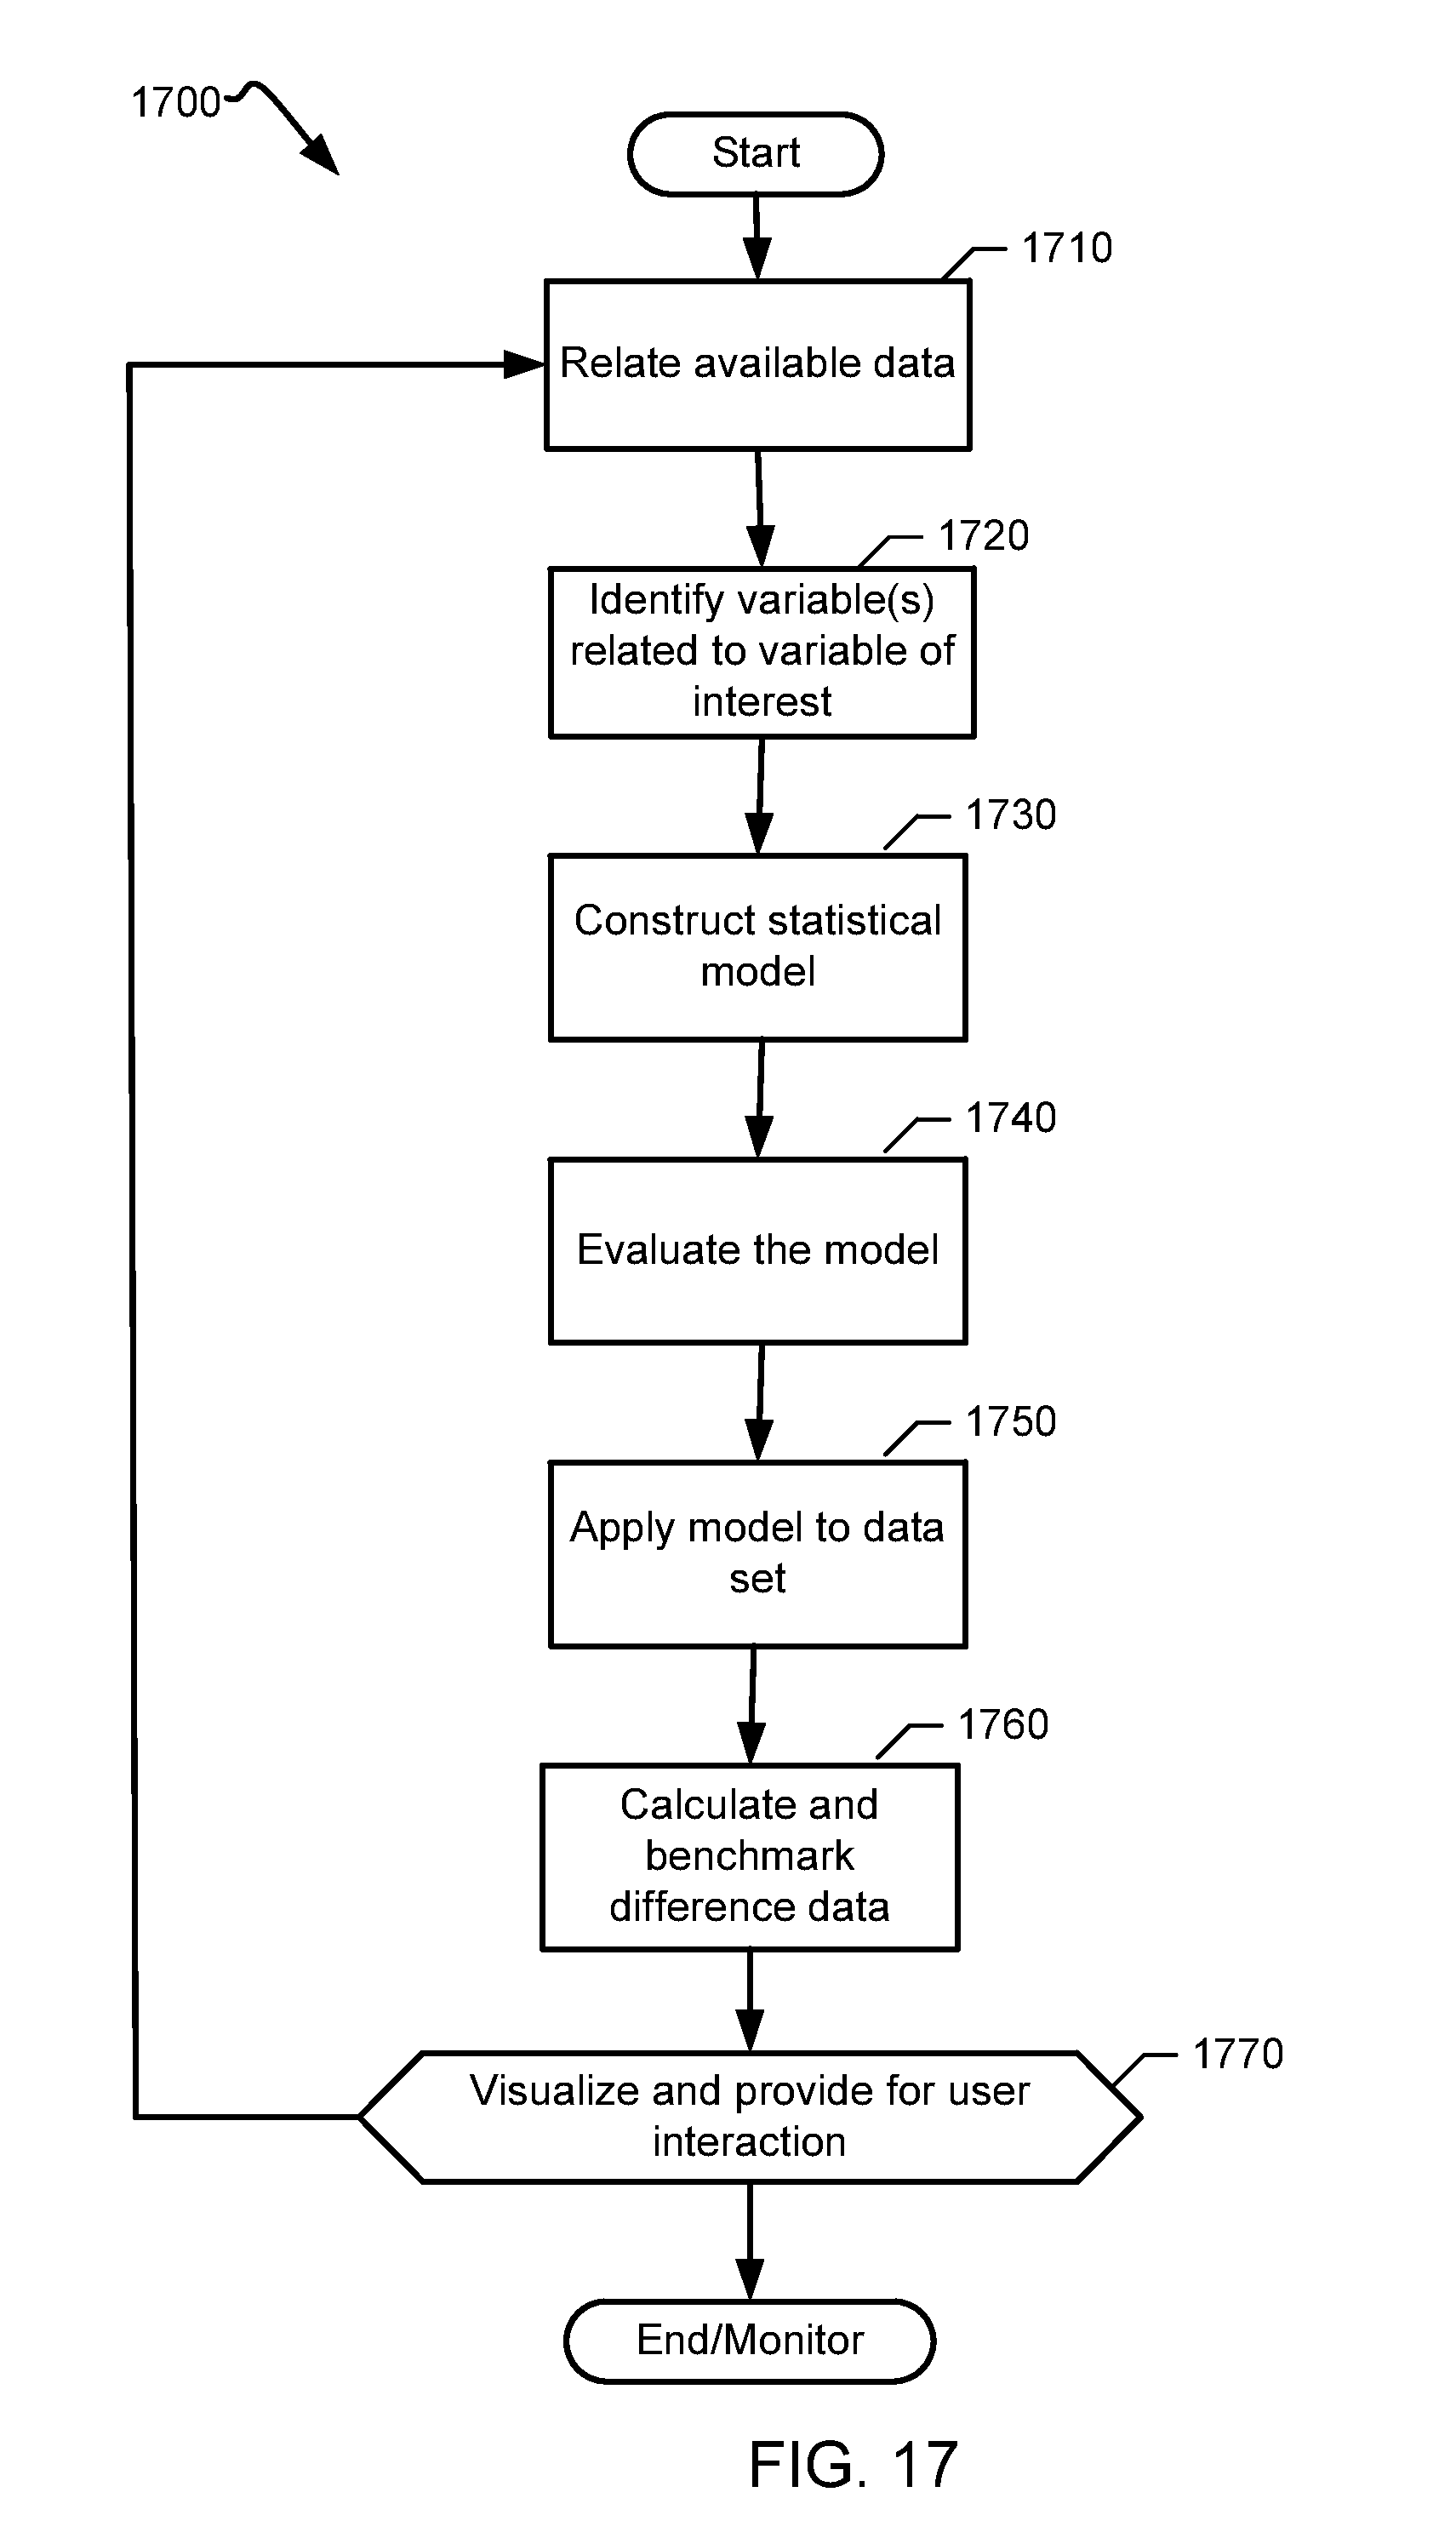 1700
Start
1710
Relate available data
1720
Identify variable(s)
related to variable of
interest
1730
Construct statistical
model
1740
Evaluate the model
1750
Apply model to data
set
1760
Calculate and
benchmark
difference data
1770
Visualize and provide for user
interaction
End/Monitor
FIG. 17